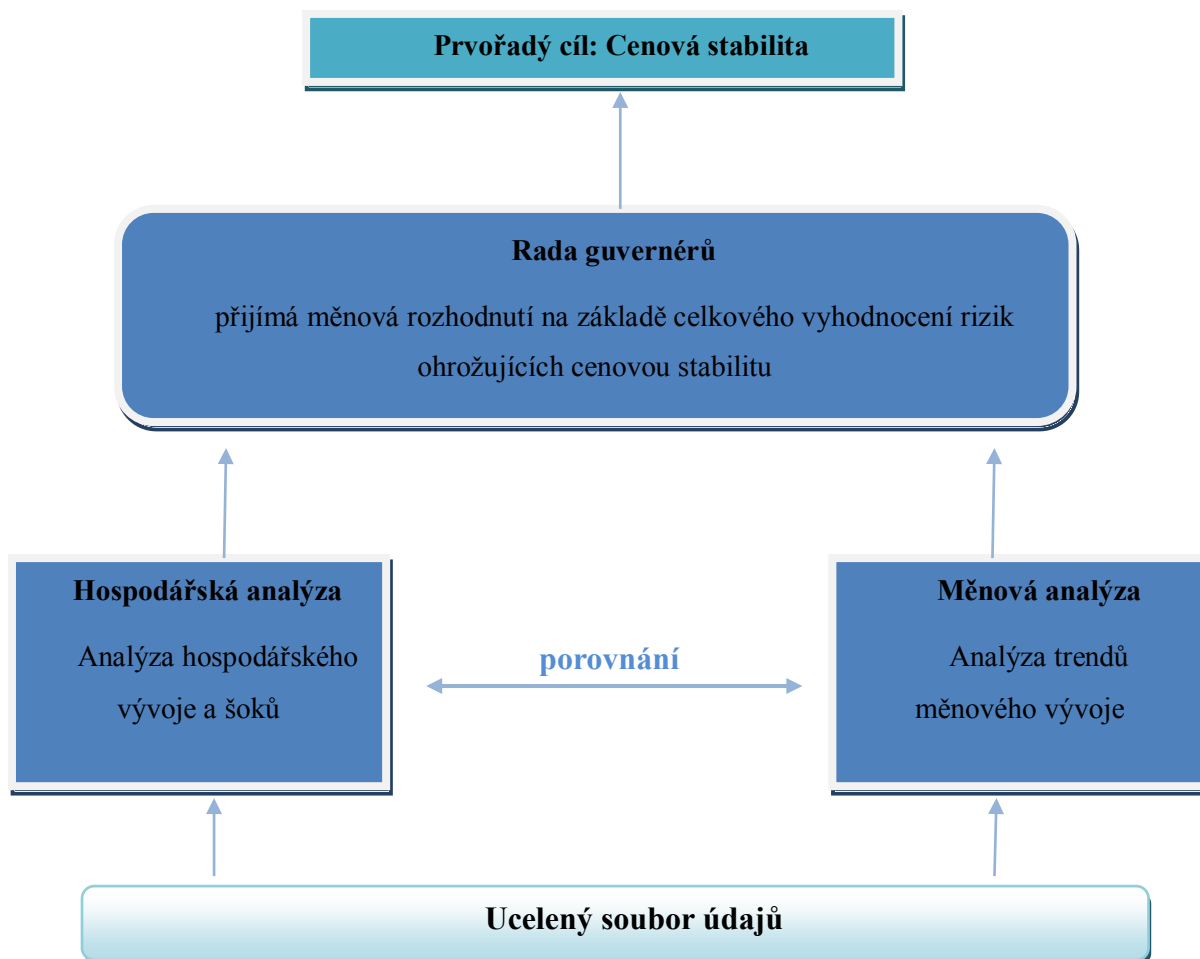 Prvořadý cíl: Cenová stabilita
Rada guvernérů
přijímá měnová rozhodnutí na základě celkového vyhodnocení rizik
ohrožujících cenovou stabilitu
Hospodářská analýza
Analýza hospodářského
vývoje a šoků
porovnání
Měnová analýza
Analýza trendů
měnového vývoje
Ucelený soubor údajů